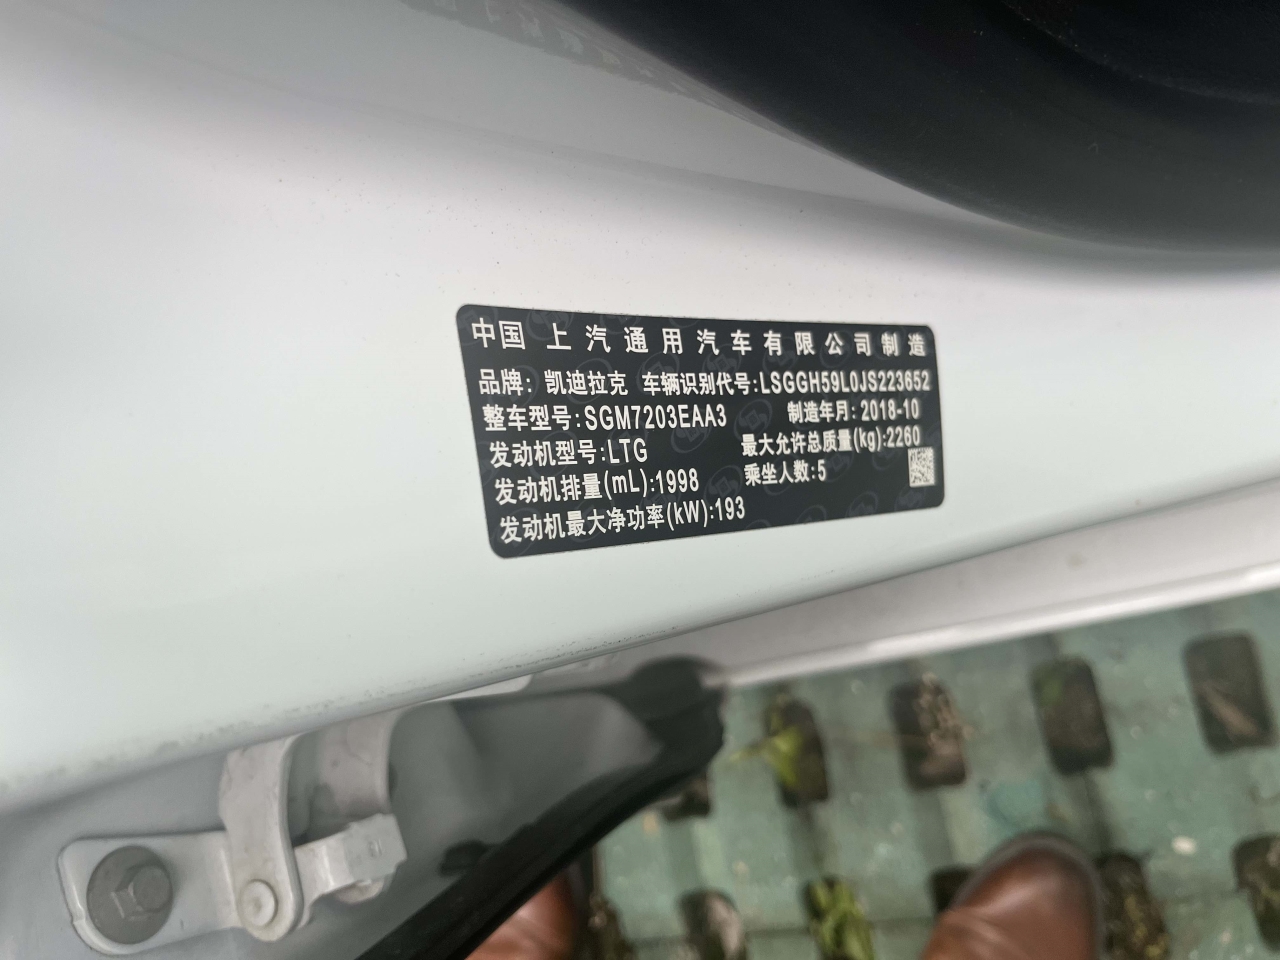 中国 上汽通用汽车有限公司制造
品牌: 凯迪拉克 车辆识别代号:LSGGH59L0JS223652
整车型号:SGM7203EAA3 制造年月:2018-10
发动机型号:LTG 最大允许总质量(kg):2260
发动机排量(mL):1998 乘坐人数:5
发动机最大净功率(kW):193